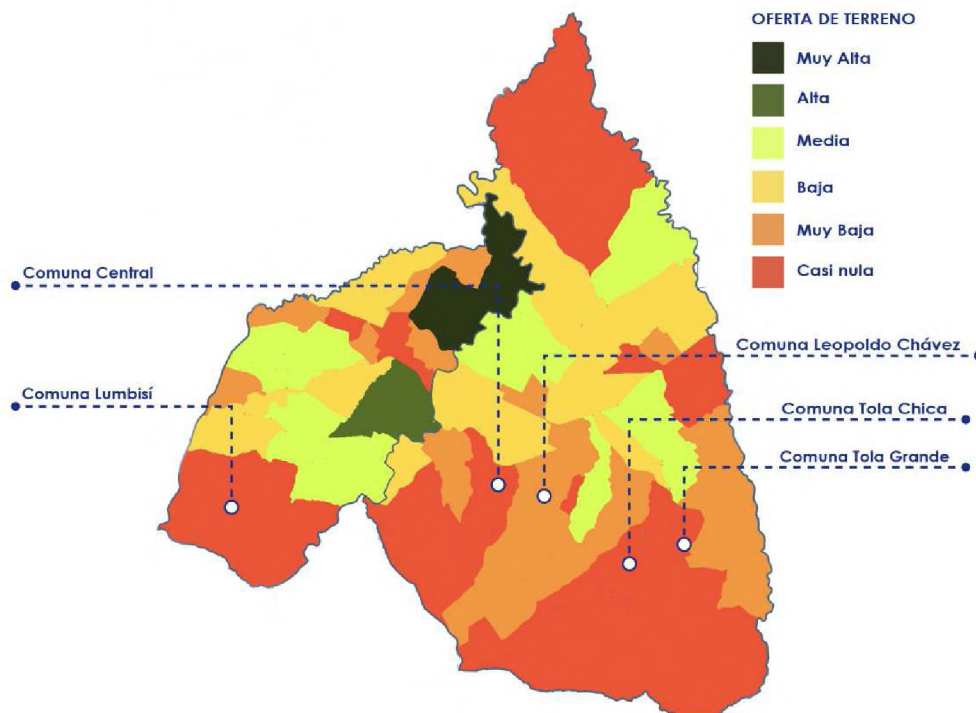 OFERTA DE TERRENO
Muy Alta
Alta
Media
Baja
Muy Baja
Casi nula
Comuna Central
Comuna Lumbisí
Comuna Leopoldo Chávez
Comuna Tola Chica
Comuna Tola Grande